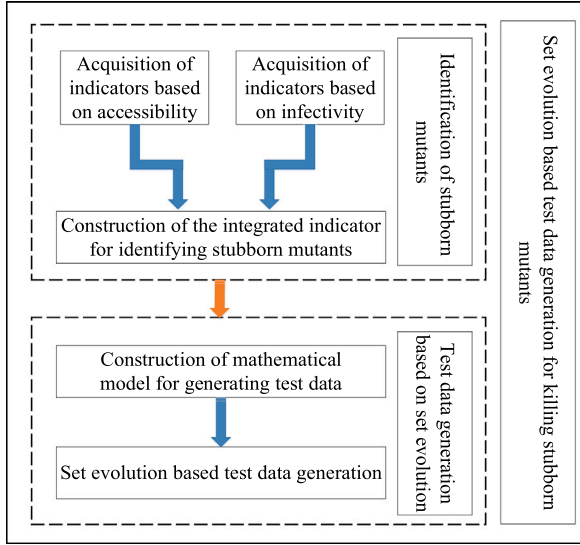 Acquisition of
indicators based
on accessibility
Acquisition of
indicators based
on infectivity
Construction of the integrated indicator
for identifying stubborn mutants
Identification of stubborn
mutants
Construction of mathematical
model for generating test data
Set evolution based test data generation
Test data generation
based on set evolution
Set evolution based test data generation for killing stubborn
mutants